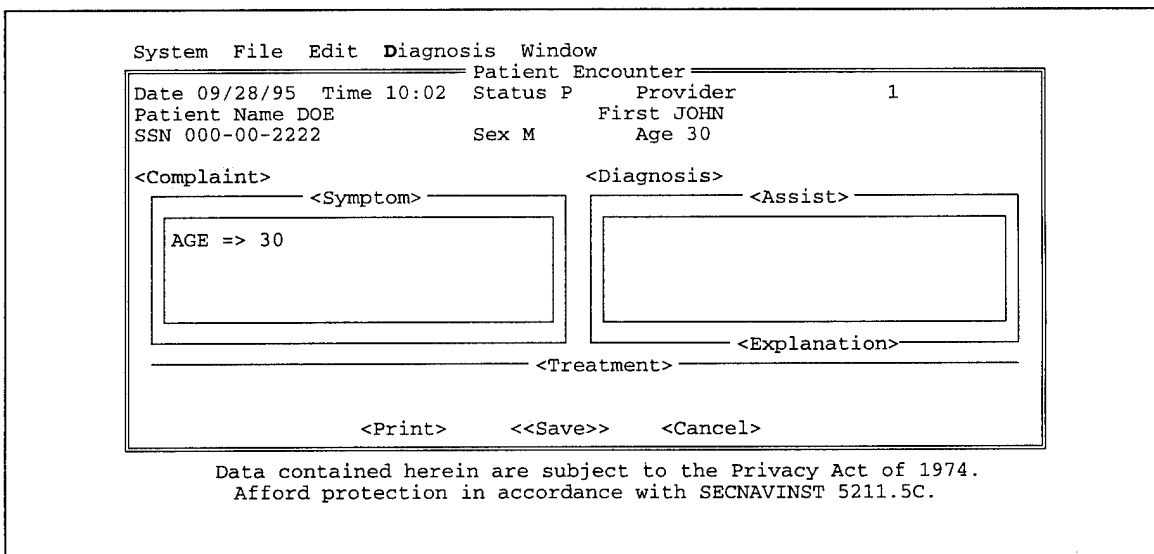 System File Edit Diagnosis Window
Patient Encounter
Date 09/28/95 Time 10:02 Status P Provider 1
Patient Name DOE First JOHN
SSN 000-00-2222 Sex M Age 30
<Complaint> <Diagnosis>
<Symptom> <Assist>
AGE => 30
<Explanation>
<Treatment>
<Print> <<Save>> <Cancel>
Data contained herein are subject to the Privacy Act of 1974.
Afford protection in accordance with SECNAVINST 5211.5C.